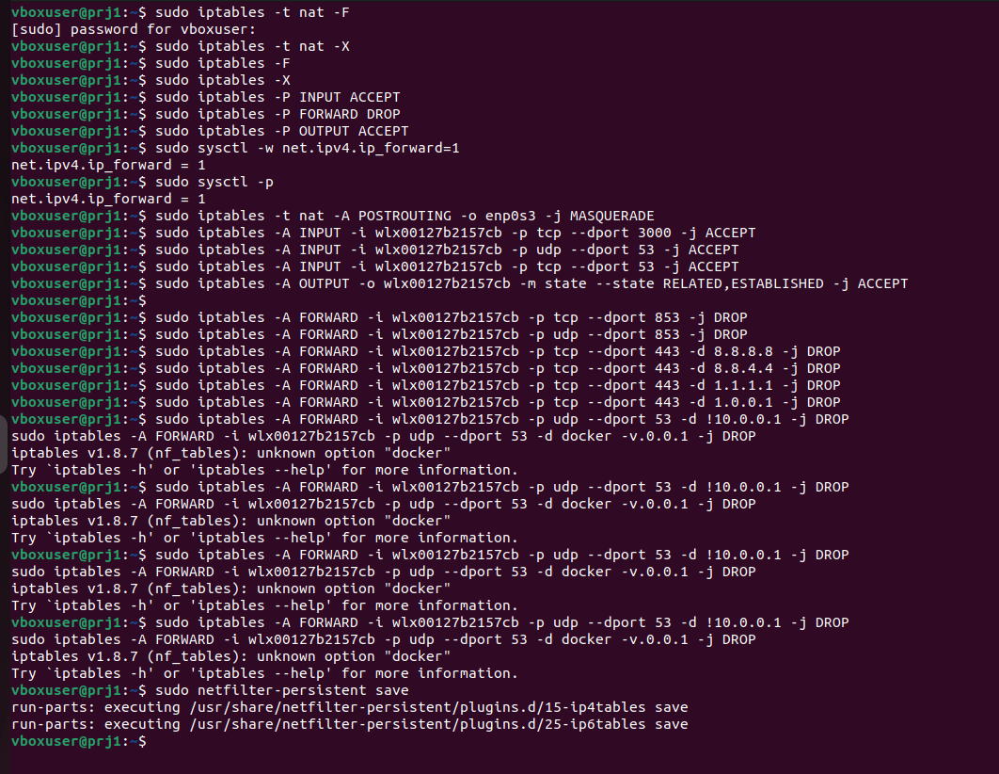 vboxuser@prj1:~$ sudo iptables -t nat -F
[sudo] password for vboxuser:
vboxuser@prj1:~$ sudo iptables -t nat -X
vboxuser@prj1:~$ sudo iptables -F
vboxuser@prj1:~$ sudo iptables -X
vboxuser@prj1:~$ sudo iptables -P INPUT ACCEPT
vboxuser@prj1:~$ sudo iptables -P FORWARD DROP
vboxuser@prj1:~$ sudo iptables -P OUTPUT ACCEPT
vboxuser@prj1:~$ sudo sysctl -w net.ipv4.ip_forward=1
net.ipv4.ip_forward = 1
vboxuser@prj1:~$ sudo sysctl -p
net.ipv4.ip_forward = 1
vboxuser@prj1:~$ sudo iptables -t nat -A POSTROUTING -o enp0s3 -j MASQUERADE
vboxuser@prj1:~$ sudo iptables -A INPUT -i wlx00127b2157cb -p tcp --dport 3000 -j ACCEPT
vboxuser@prj1:~$ sudo iptables -A INPUT -i wlx00127b2157cb -p udp --dport 53 -j ACCEPT
vboxuser@prj1:~$ sudo iptables -A INPUT -i wlx00127b2157cb -p tcp --dport 53 -j ACCEPT
vboxuser@prj1:~$ sudo iptables -A OUTPUT -o wlx00127b2157cb -m state --state RELATED,ESTABLISHED -j ACCEPT
vboxuser@prj1:~$
vboxuser@prj1:~$ sudo iptables -A FORWARD -i wlx00127b2157cb -p tcp --dport 853 -j DROP
vboxuser@prj1:~$ sudo iptables -A FORWARD -i wlx00127b2157cb -p udp --dport 853 -j DROP
vboxuser@prj1:~$ sudo iptables -A FORWARD -i wlx00127b2157cb -p tcp --dport 443 -d 8.8.8.8 -j DROP
vboxuser@prj1:~$ sudo iptables -A FORWARD -i wlx00127b2157cb -p tcp --dport 443 -d 8.8.4.4 -j DROP
vboxuser@prj1:~$ sudo iptables -A FORWARD -i wlx00127b2157cb -p tcp --dport 443 -d 1.1.1.1 -j DROP
vboxuser@prj1:~$ sudo iptables -A FORWARD -i wlx00127b2157cb -p tcp --dport 443 -d 1.0.0.1 -j DROP
vboxuser@prj1:~$ sudo iptables -A FORWARD -i wlx00127b2157cb -p udp --dport 53 -d !10.0.0.1 -j DROP
sudo iptables -A FORWARD -i wlx00127b2157cb -p udp --dport 53 -d docker -v.0.0.1 -j DROP
iptables v1.8.7 (nf_tables): unknown option "docker"
Try `iptables -h' or 'iptables --help' for more information.
vboxuser@prj1:~$ sudo iptables -A FORWARD -i wlx00127b2157cb -p udp --dport 53 -d !10.0.0.1 -j DROP
sudo iptables -A FORWARD -i wlx00127b2157cb -p udp --dport 53 -d docker -v.0.0.1 -j DROP
iptables v1.8.7 (nf_tables): unknown option "docker"
Try `iptables -h' or 'iptables --help' for more information.
vboxuser@prj1:~$ sudo iptables -A FORWARD -i wlx00127b2157cb -p udp --dport 53 -d !10.0.0.1 -j DROP
sudo iptables -A FORWARD -i wlx00127b2157cb -p udp --dport 53 -d docker -v.0.0.1 -j DROP
iptables v1.8.7 (nf_tables): unknown option "docker"
Try `iptables -h' or 'iptables --help' for more information.
vboxuser@prj1:~$ sudo iptables -A FORWARD -i wlx00127b2157cb -p udp --dport 53 -d !10.0.0.1 -j DROP
sudo iptables -A FORWARD -i wlx00127b2157cb -p udp --dport 53 -d docker -v.0.0.1 -j DROP
iptables v1.8.7 (nf_tables): unknown option "docker"
Try `iptables -h' or 'iptables --help' for more information.
vboxuser@prj1:~$ sudo netfilter-persistent save
run-parts: executing /usr/share/netfilter-persistent/plugins.d/15-ip4tables save
run-parts: executing /usr/share/netfilter-persistent/plugins.d/25-ip6tables save
vboxuser@prj1:~$